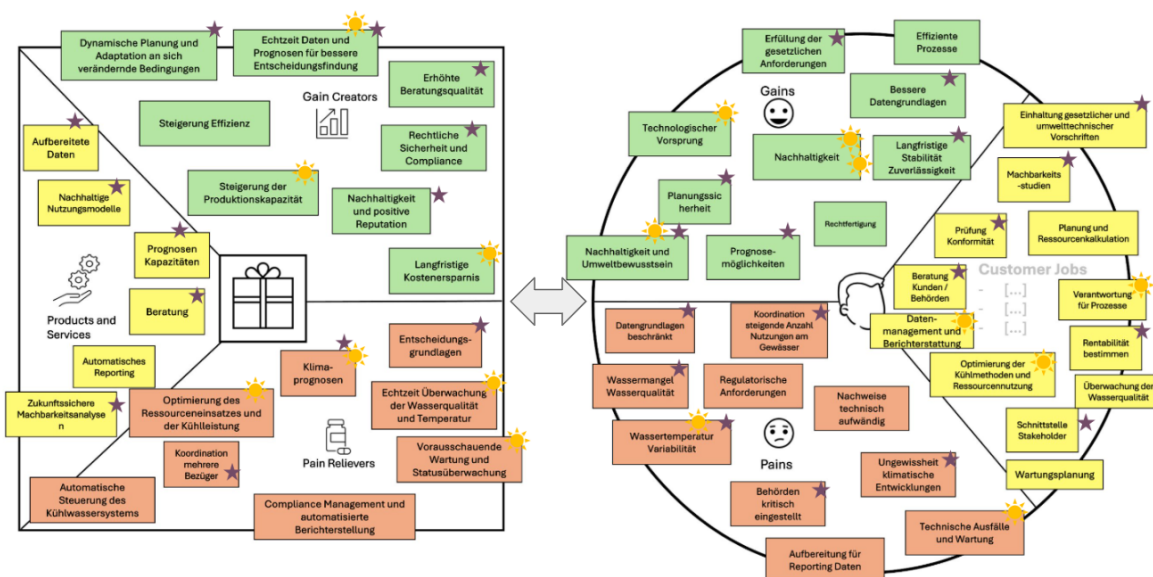 Dynamische Planung und
Adaptation an sich
verändernde Bedingungen
Echtzeit Daten und
Prognosen für bessere
Entscheidungsfindung
Gain Creators
Erhöhte
Beratungsqualität
Steigerung Effizienz
Rechtliche
Sicherheit und
Compliance
Aufbereitete
Daten
Steigerung der
Produktionskapazität
Nachhaltigkeit
und positive
Reputation
Nachhaltige
Nutzungsmodelle
Prognosen
Kapazitäten
Langfristige
Kostenersparnis
Products and
Services
Beratung
Automatisches
Reporting
Zukunftssichere
Machbarkeitsanalyse
n
Klima-
prognosen
Entscheidungs-
grundlagen
Optimierung des
Ressourceneinsatzes und
der Kühlleistung
Echtzeit Überwachung
der Wasserqualität
und Temperatur
Pain Relievers
Vorausschauende
Wartung und
Statusüberwachung
Koordination
mehrere
Bezüger
Automatische
Steuerung des
Kühlwassersystems
Compliance Management und
automatisierte
Berichterstellung
Erfüllung der
gesetzlichen
Anforderungen
Effiziente
Prozesse
Gains
Bessere
Datengrundlagen
Technologischer
Vorsprung
Nachhaltigkeit
Langfristige
Stabilität
Zuverlässigkeit
Planungssic
herheit
Rechtfertigung
Nachhaltigkeit und
Umweltbewusstsein
Prognose-
möglichkeiten
Einhaltung gesetzlicher und
umwelttechnischer
Vorschriften
Machbarkeits
-studien
Prüfung
Konformität
Planung und
Ressourcenkalkulation
Beratung
Kunden /
Behörden
Customer Jobs
- [...]
- [...]
- [...]
Verantwortung
für Prozesse
Daten-
management und
Berichterstattung
Rentabilität
bestimmen
Optimierung der
Kühlmethoden und
Ressourcennutzung
Überwachung der
Wasserqualität
Schnittstelle
Stakeholder
Wartungsplanung
Datengrundlagen
beschränkt
Koordination
steigende Anzahl
Nutzungen am
Gewässer
Wassermangel
Wasserqualität
Regulatorische
Anforderungen
Nachweise
technisch
aufwändig
Wassertemperatur
Variabilität
Pains
Ungewissheit
klimatische
Entwicklungen
Behörden
kritisch
eingestellt
Technische Ausfälle
und Wartung
Aufbereitung für
Reporting Daten